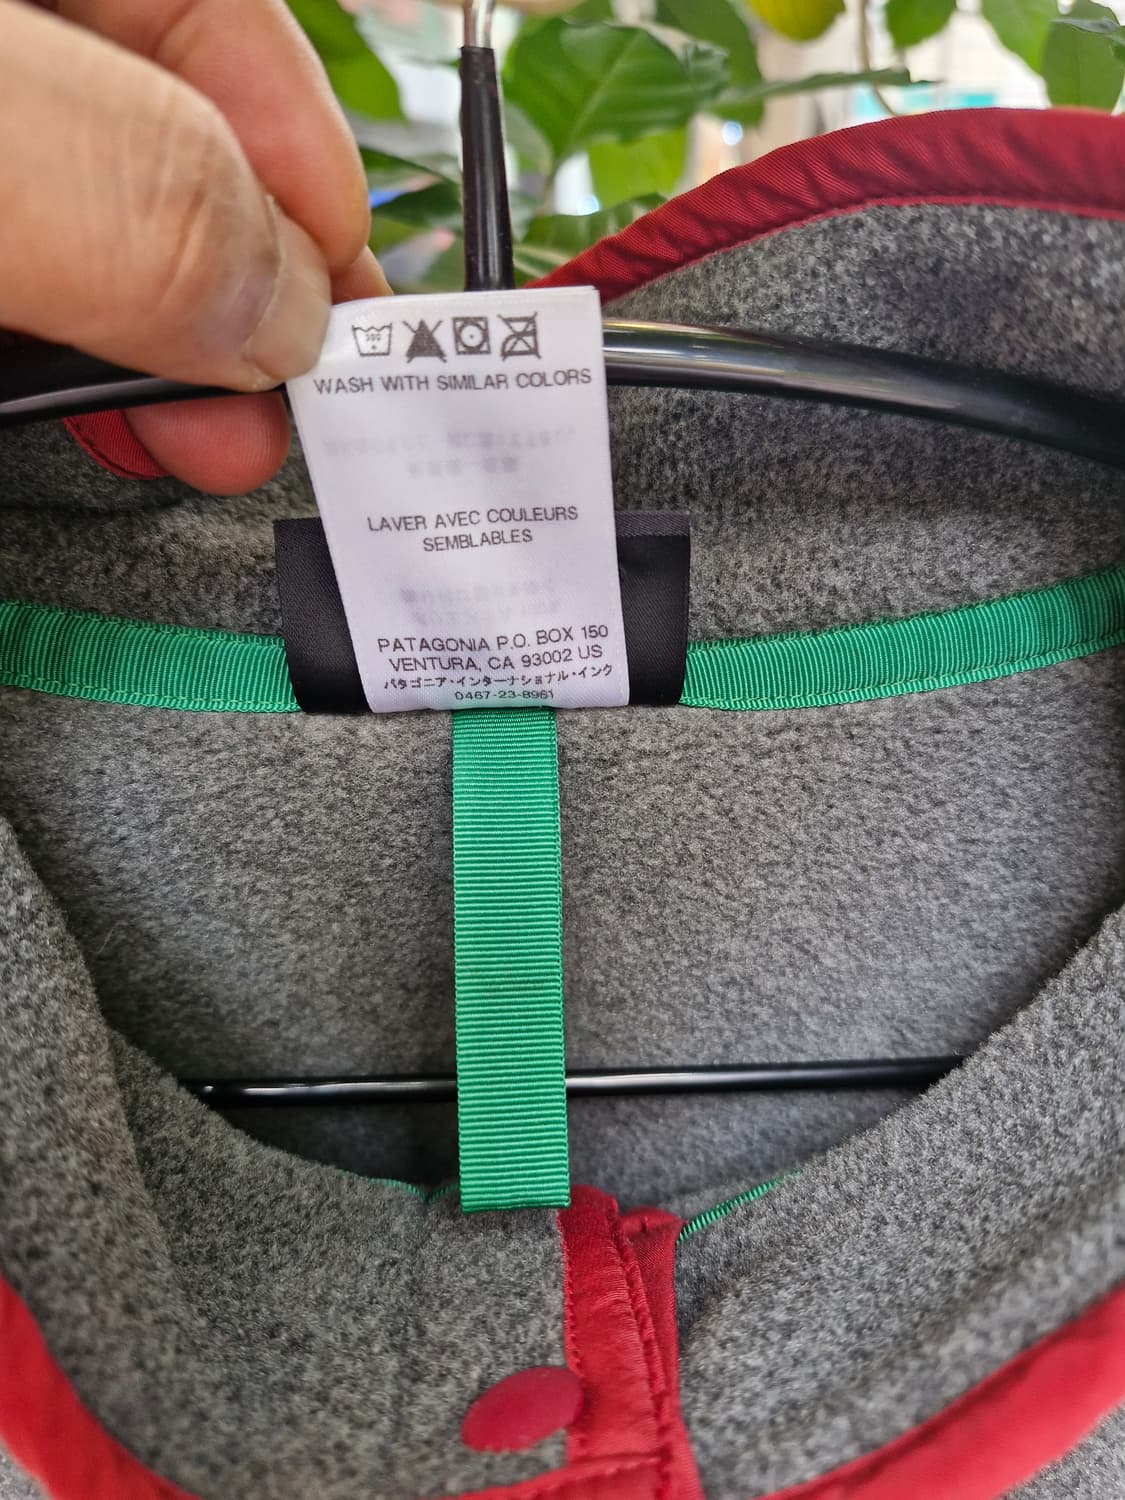 WASH WITH SIMILAR COLORS
LAVER AVEC COULEURS
SEMBLABLES
PATAGONIA P.O. BOX 150
VENTURA, CA 93002 US
パタゴニア・インターナショナル・インク
0467-23-8961